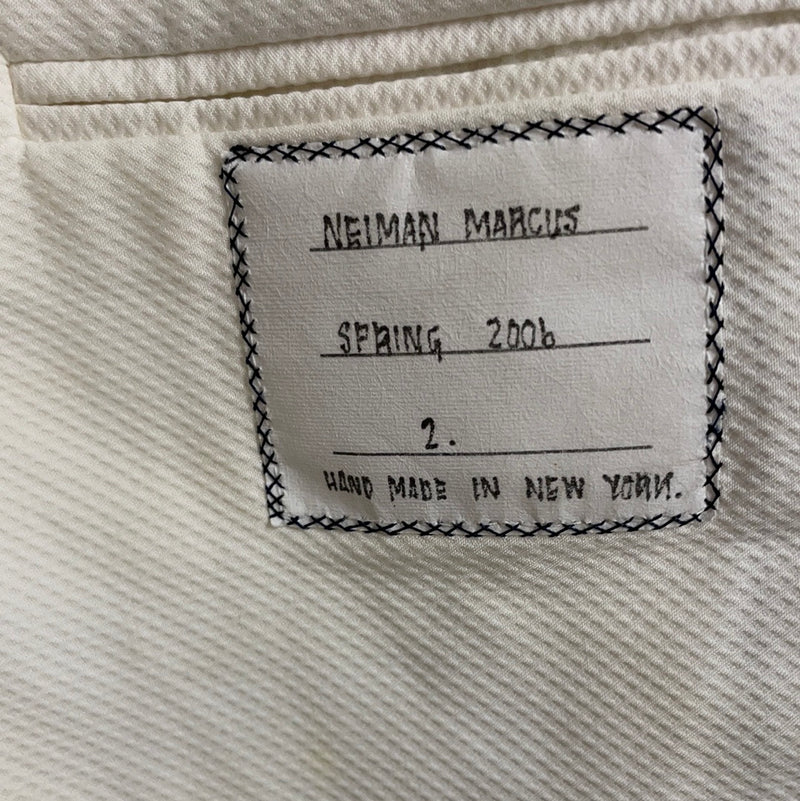 NEIMAN MARCUS
SPRING 2006
2.
HAND MADE IN NEW YORK.